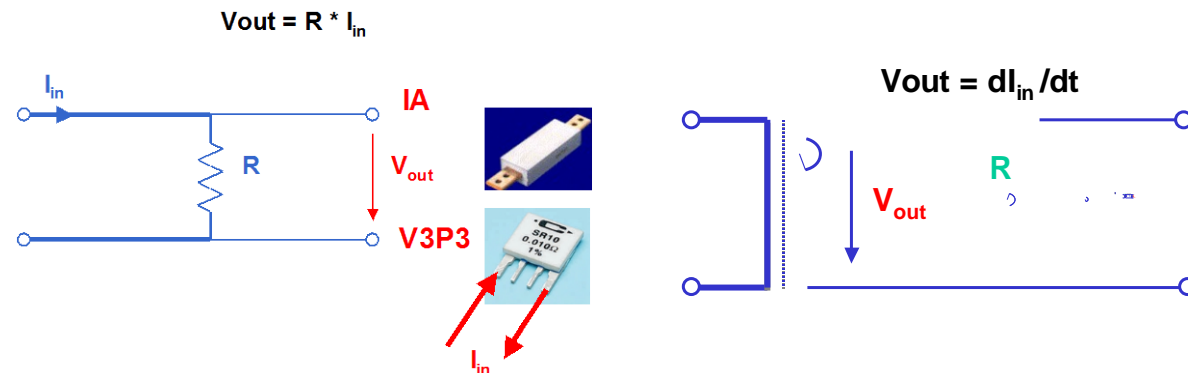 Vout = R * Iin
Iin
IA
R
Vout
V3P3
SR10
0.010Ω
1%
Iin
Vout = dIin/dt
R
Vout